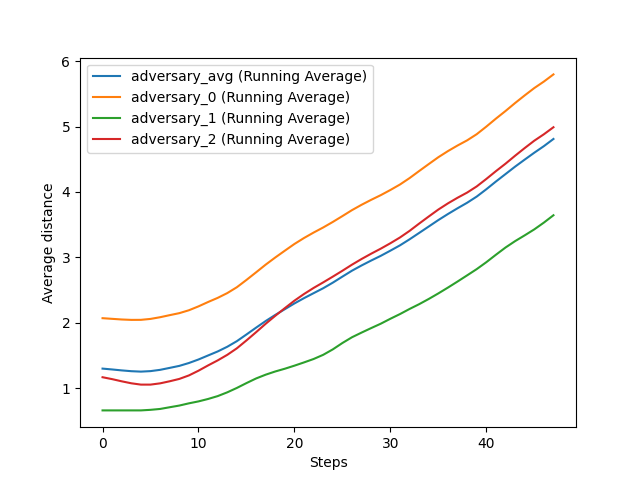 adversary_avg (Running Average)
adversary_0 (Running Average)
adversary_1 (Running Average)
adversary_2 (Running Average)
Average distance
6
5
4
3
2
1
0
10
20
30
40
Steps